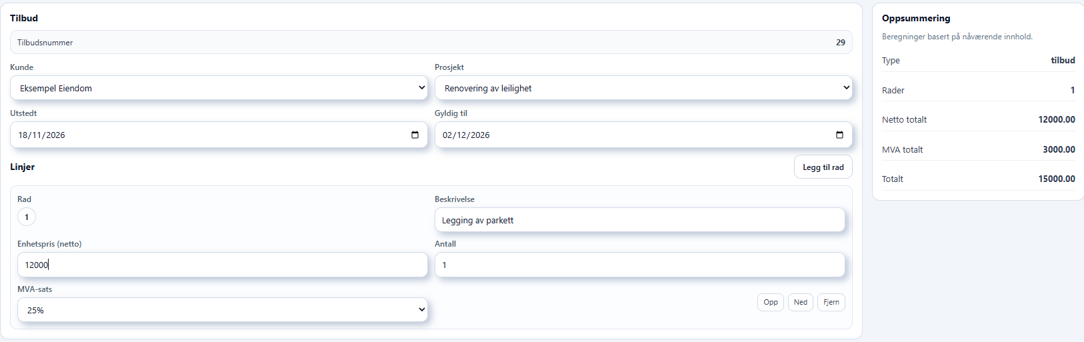 Tilbud
Tilbudsnummer 29
Kunde Prosjekt
Eksempel Eiendom Renovering av leilighet
Utstedt Gyldig til
18/11/2026 02/12/2026
Linjer Legg til rad
Rad Beskrivelse
1 Legging av parkett
Enhetspris (netto) Antall
12000 1
MVA-sats
25% Opp Ned Fjern
Oppsummering
Beregninger basert på nåværende innhold.
Type tilbud
Rader 1
Netto totalt 12000.00
MVA totalt 3000.00
Totalt 15000.00